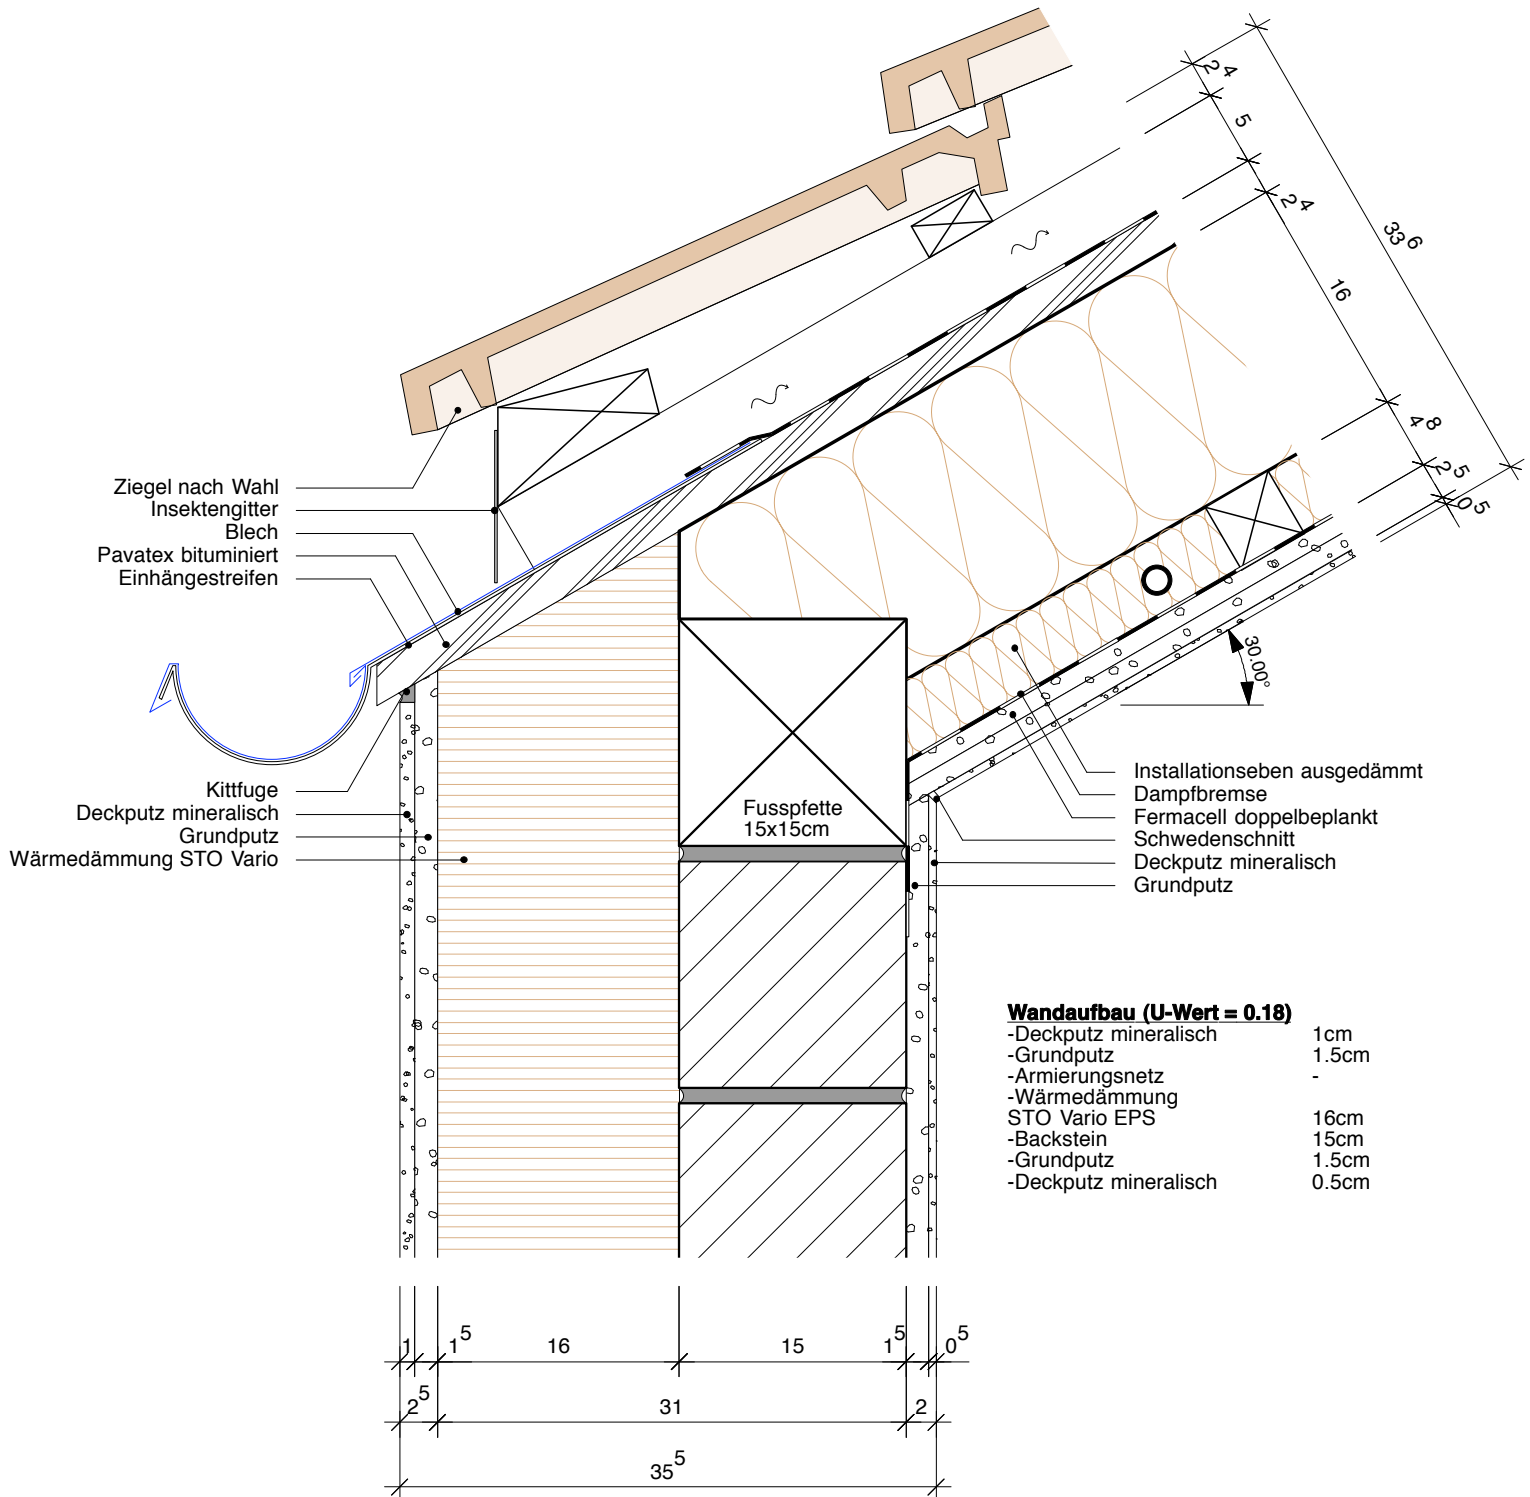 2 4
5
2 4
33 6
16
4 8
2 5
0 5
Ziegel nach Wahl
Insektengitter
Blech
Pavatex bituminiert
Einhängestreifen
30.00°
Kittfuge
Deckputz mineralisch
Grundputz
Wärmedämmung STO Vario
Fusspfette
15x15cm
Installationseben ausgedämmt
Dampfbremse
Fermacell doppelbeplankt
Schwedenschnitt
Deckputz mineralisch
Grundputz
Wandaufbau (U-Wert = 0.18)
-Deckputz mineralisch 1cm
-Grundputz 1.5cm
-Armierungsnetz -
-Wärmedämmung
STO Vario EPS 16cm
-Backstein 15cm
-Grundputz 1.5cm
-Deckputz mineralisch 0.5cm
1 1 5 16 15 1 5 0 5
2 5 31 2
35 5